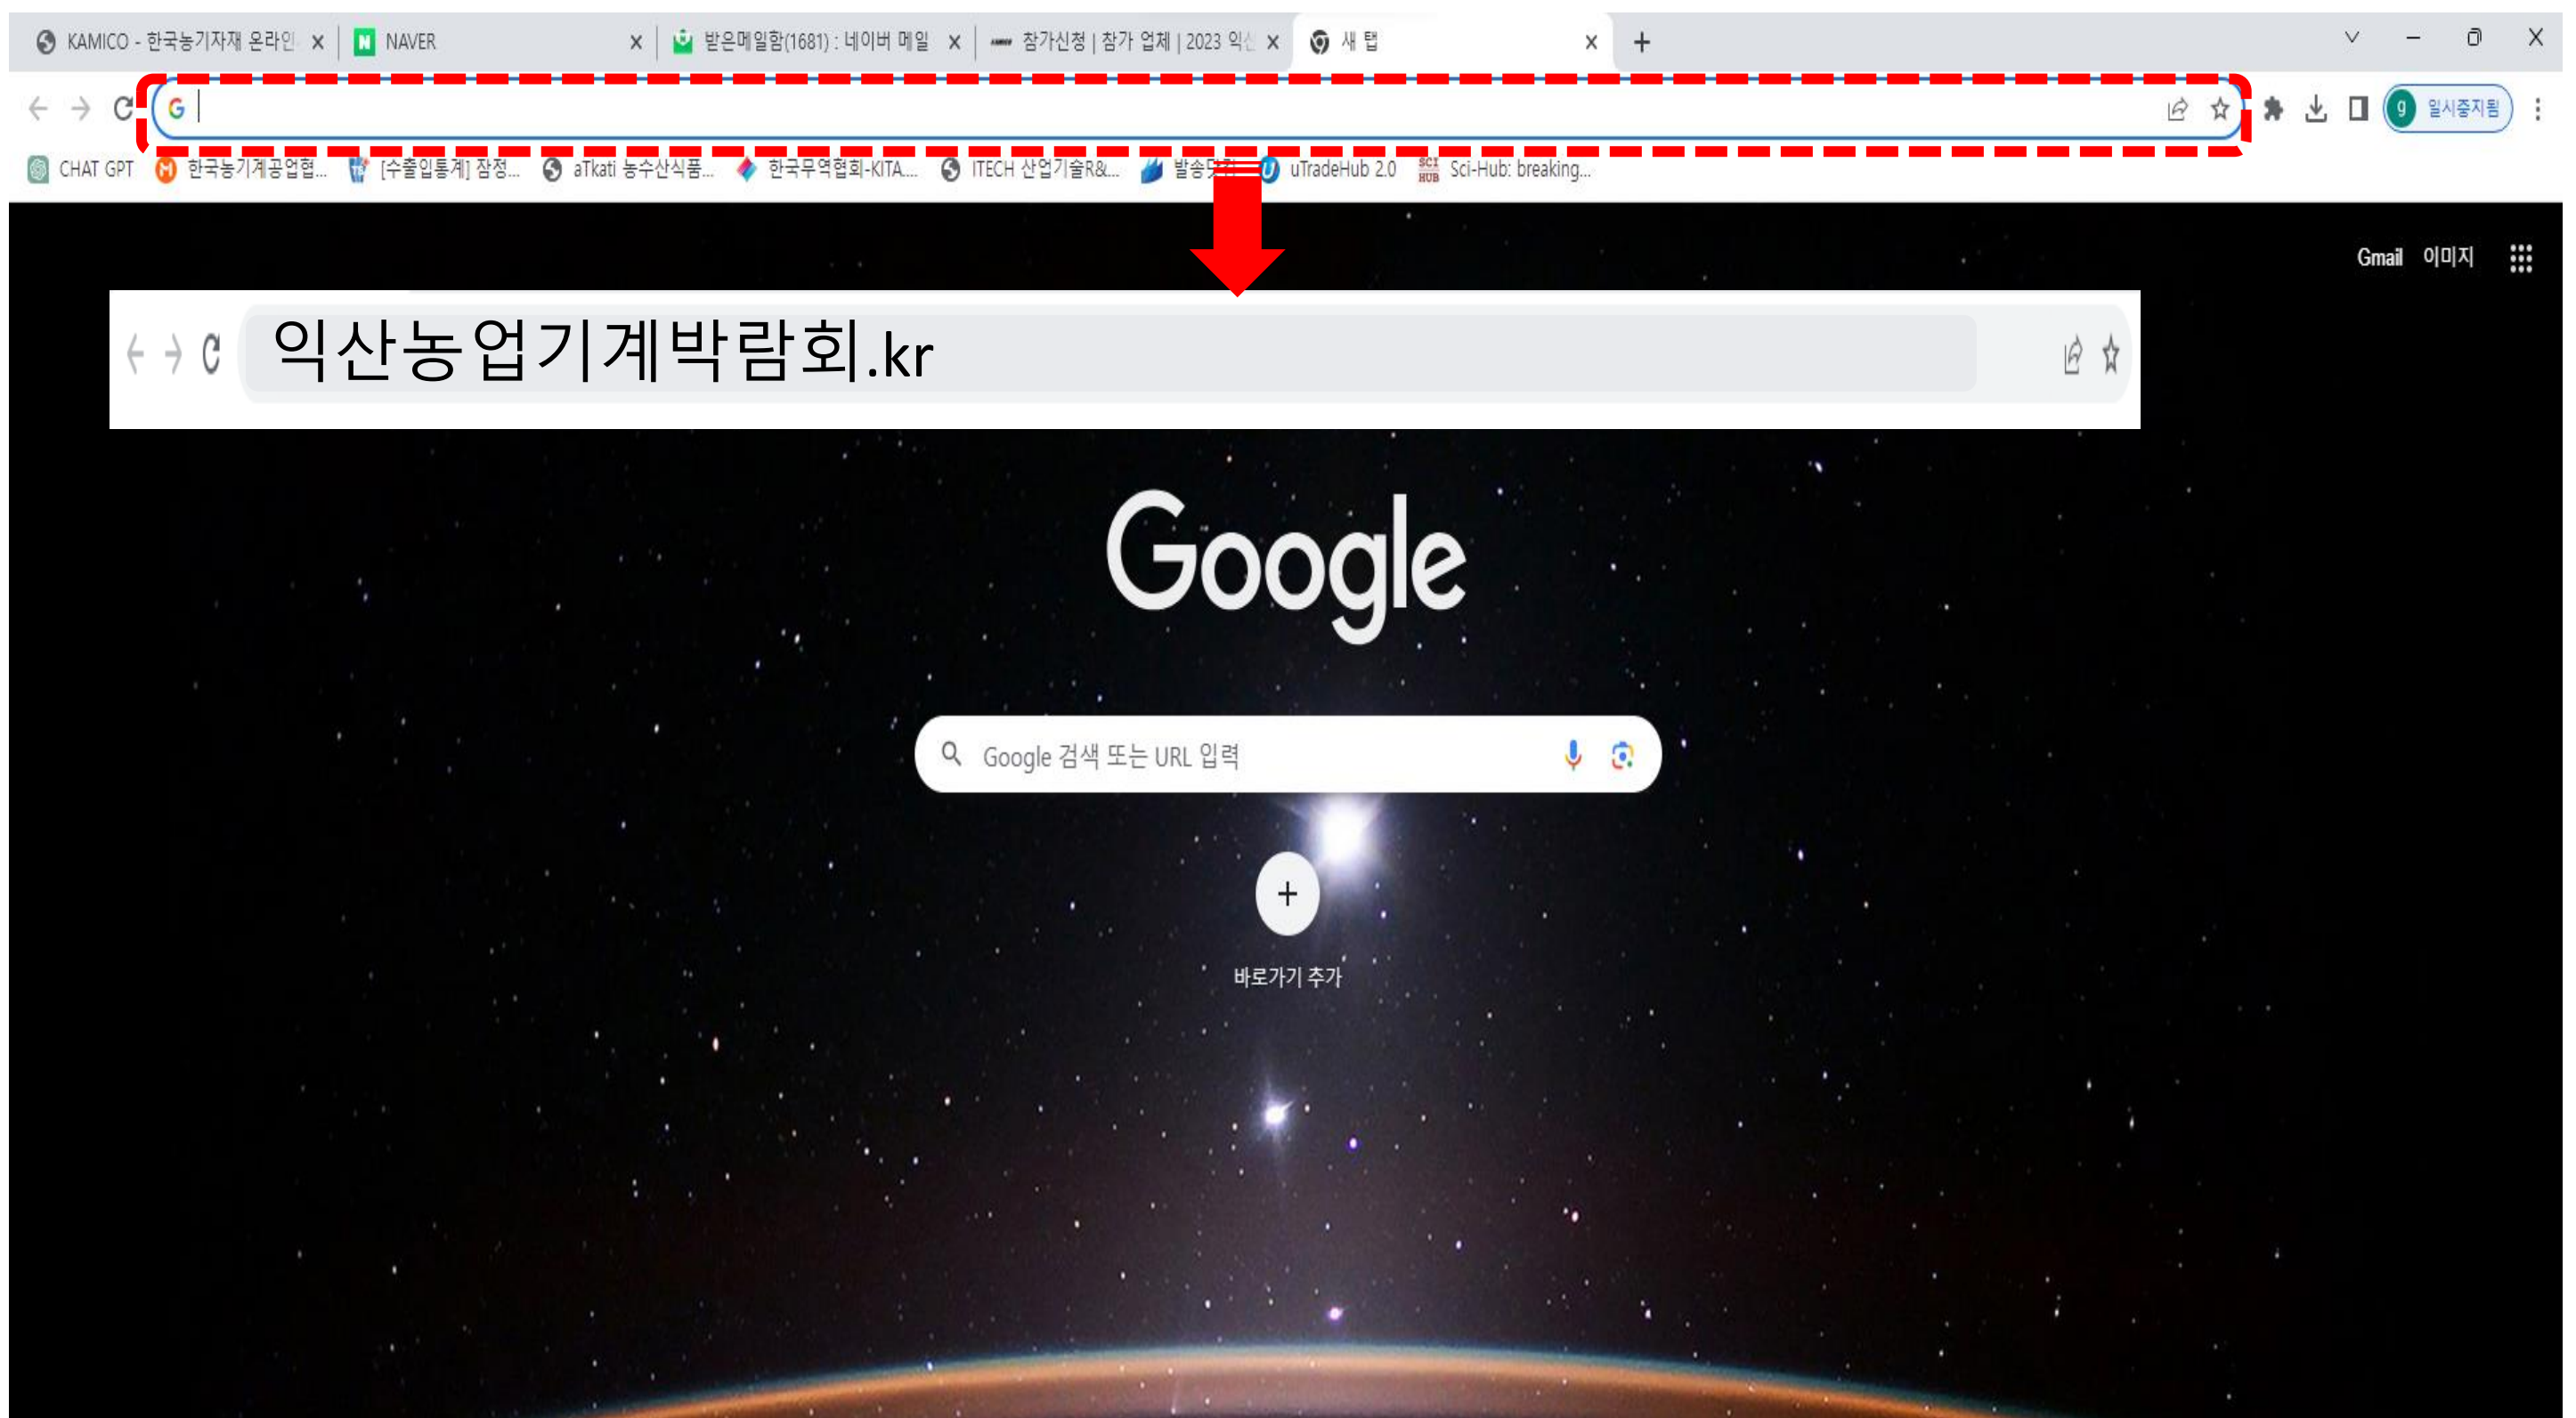 KAMICO - 한국농기자재 온라인
NAVER
받은메일함(1681) : 네이버 메일
참가신청 | 참가 업체 | 2023 익산
새 탭
G
g 일시중지됨
CHAT GPT
한국농기계공업협...
[수출입통계] 잠정...
aTkati 농수산식품...
한국무역협회-KITA....
ITECH 산업기술R&...
uTradeHub 2.0
SCI HUB Sci-Hub: breaking...
Gmail 이미지
익산농업기계박람회.kr
Google
Google 검색 또는 URL 입력
바로가기 추가